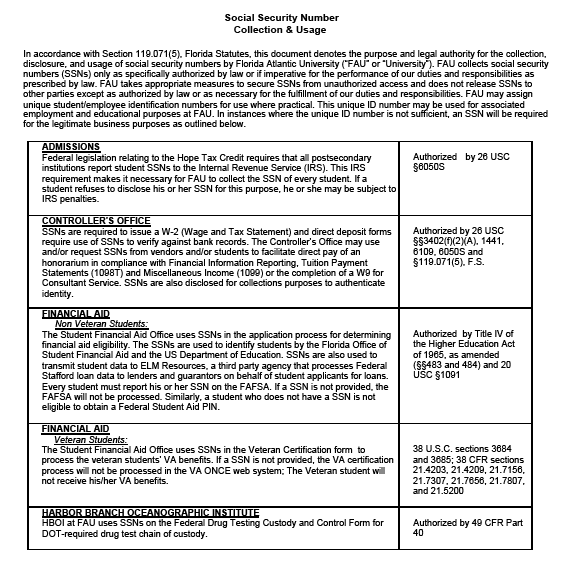 Social Security Number
Collection & Usage
In accordance with Section 119.071(5), Florida Statutes, this document denotes the purpose and legal authority for the collection,
disclosure, and usage of social security numbers by Florida Atlantic University ("FAU" or "University"). FAU collects social security
numbers (SSNs) only as specifically authorized by law or if imperative for the performance of our duties and responsibilities as
prescribed by law. FAU takes appropriate measures to secure SSNs from unauthorized access and does not release SSNs to
other parties except as authorized by law or as necessary for the fulfillment of our duties and responsibilities. FAU may assign
unique student/employee identification numbers for use where practical. This unique ID number may be used for associated
employment and educational purposes at FAU. In instances where the unique ID number is not sufficient, an SSN will be required
for the legitimate business purposes as outlined below.
ADMISSIONS
Federal legislation relating to the Hope Tax Credit requires that all postsecondary
institutions report student SSNs to the Internal Revenue Service (IRS). This IRS
requirement makes it necessary for FAU to collect the SSN of every student. If a
student refuses to disclose his or her SSN for this purpose, he or she may be subject to
IRS penalties.
Authorized by 26 USC
§6050S
CONTROLLER'S OFFICE
SSNs are required to issue a W-2 (Wage and Tax Statement) and direct deposit forms
require use of SSNs to verify against bank records. The Controller's Office may use
and/or request SSNs from vendors and/or students to facilitate direct pay of an
honorarium in compliance with Financial Information Reporting, Tuition Payment
Statements (1098T) and Miscellaneous Income (1099) or the completion of a W9 for
Consultant Service. SSNs are also disclosed for collections purposes to authenticate
identity.
Authorized by 26 USC
§§3402(f)(2)(A), 1441,
6109, 6050S and
§119.071(5), F.S.
FINANCIAL AID
Non Veteran Students:
The Student Financial Aid Office uses SSNs in the application process for determining
financial aid eligibility. The SSNs are used to identify students by the Florida Office of
Student Financial Aid and the US Department of Education. SSNs are also used to
transmit student data to ELM Resources, a third party agency that processes Federal
Stafford loan data to lenders and guarantors on behalf of student applicants for loans.
Every student must report his or her SSN on the FAFSA. If a SSN is not provided, the
FAFSA will not be processed. Similarly, a student who does not have a SSN is not
eligible to obtain a Federal Student Aid PIN.
Authorized by Title IV of
the Higher Education Act
of 1965, as amended
(§§483 and 484) and 20
USC §1091
FINANCIAL AID
Veteran Students:
The Student Financial Aid Office uses SSNs in the Veteran Certification form to
process the veteran students' VA benefits. If a SSN is not provided, the VA certification
process will not be processed in the VA ONCE web system; The Veteran student will
not receive his/her VA benefits.
38 U.S.C. sections 3684
and 3685; 38 CFR sections
21.4203, 21.4209, 21.7156,
21.7307, 21.7656, 21.7807,
and 21.5200
HARBOR BRANCH OCEANOGRAPHIC INSTITUTE
HBOI at FAU uses SSNs on the Federal Drug Testing Custody and Control Form for
DOT-required drug test chain of custody.
Authorized by 49 CFR Part
40